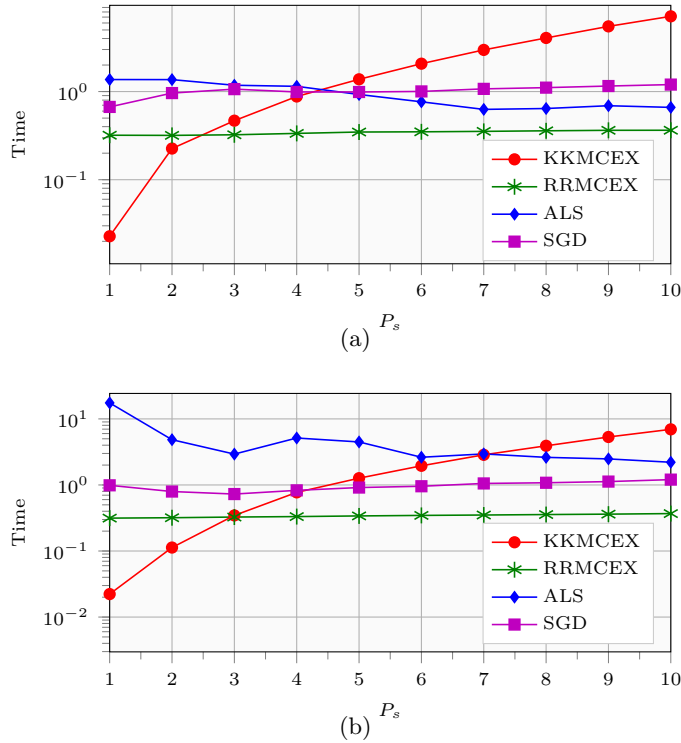 10^0
10^{-1}
Time
KKMCEX
RRMCEX
ALS
SGD
1 2 3 4 5 6 7 8 9 10
P_s
(a)
10^1
10^0
10^{-1}
10^{-2}
Time
KKMCEX
RRMCEX
ALS
SGD
1 2 3 4 5 6 7 8 9 10
P_s
(b)